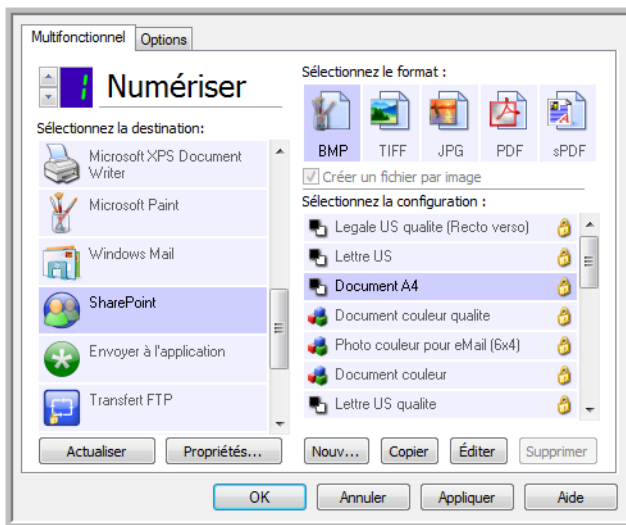 Multifonctionnel Options
1 Numériser
Sélectionnez la destination:
Microsoft XPS Document
Writer
Microsoft Paint
Windows Mail
SharePoint
Envoyer à l'application
Transfert FTP
Actualiser Propriétés...
Sélectionnez le format :
BMP TIFF JPG PDF sPDF
Créer un fichier par image
Sélectionnez la configuration :
Legale US qualite (Recto verso)
Lettre US
Document A4
Document couleur qualite
Photo couleur pour eMail (6x4)
Document couleur
Lettre US qualite
Nouv... Copier Éditer Supprimer
OK Annuler Appliquer Aide